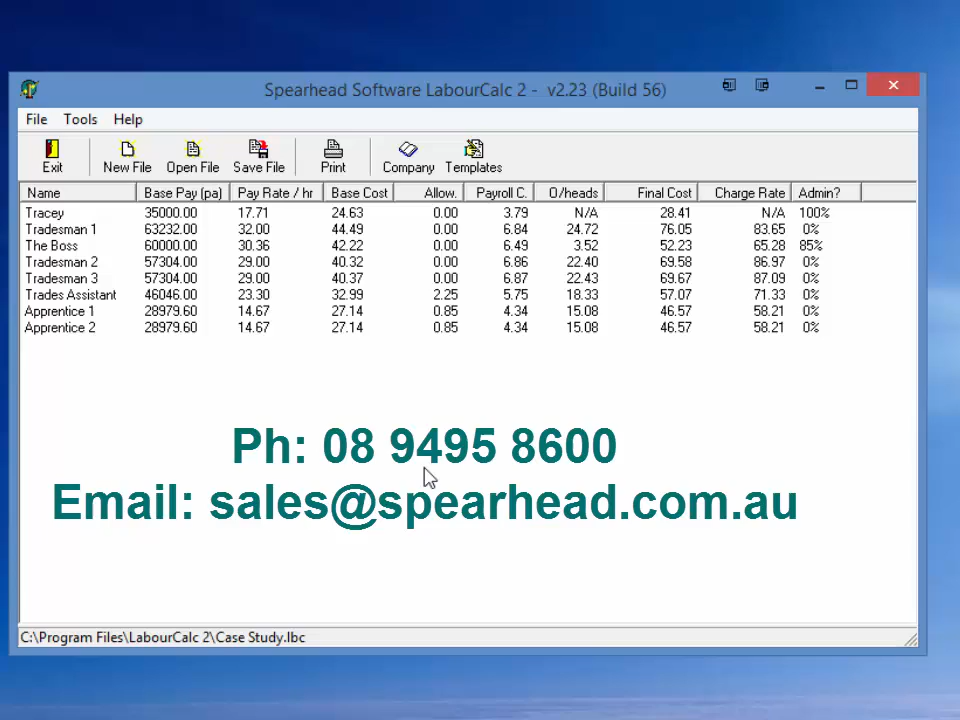 Spearhead Software LabourCalc 2 - v2.23 (Build 56)
File Tools Help
Exit New File Open File Save File Print Company Templates
Name Base Pay (pa) Pay Rate / hr Base Cost Allow. Payroll C. O/heads Final Cost Charge Rate Admin?
Tracey 35000.00 17.71 24.63 0.00 3.79 N/A 28.41 N/A 100%
Tradesman 1 63232.00 32.00 44.49 0.00 6.84 24.72 76.05 83.65 0%
The Boss 60000.00 30.36 42.22 0.00 6.49 3.52 52.23 65.28 85%
Tradesman 2 57304.00 29.00 40.32 0.00 6.86 22.40 69.58 86.97 0%
Tradesman 3 57304.00 29.00 40.37 0.00 6.87 22.43 69.67 87.09 0%
Trades Assistant 46046.00 23.30 32.99 2.25 5.75 18.33 57.07 71.33 0%
Apprentice 1 28979.60 14.67 27.14 0.85 4.34 15.08 46.57 58.21 0%
Apprentice 2 28979.60 14.67 27.14 0.85 4.34 15.08 46.57 58.21 0%
Ph: 08 9495 8600
Email: sales@spearhead.com.au
C:\Program Files\LabourCalc 2\Case Study.lbc